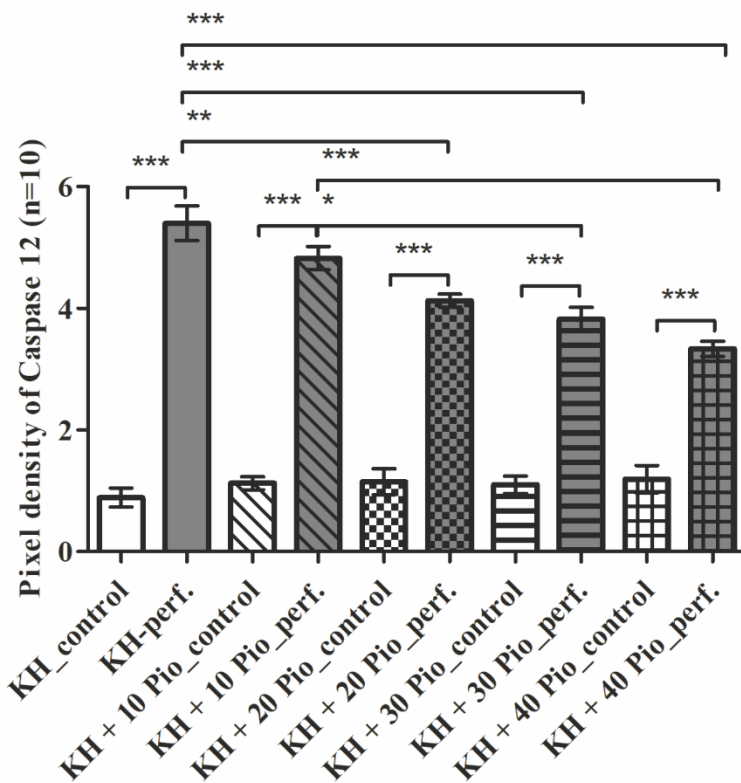 ***
***
**
***
***
***
*
***
***
***
Pixel density of Caspase 12 (n=10)
6
4
2
0
KH_control
KH-perf.
KH + 10 Pio_control
KH + 10 Pio_perf.
KH + 20 Pio_control
KH + 20 Pio_perf.
KH + 30 Pio_control
KH + 30 Pio_perf.
KH + 40 Pio_control
KH + 40 Pio_perf.